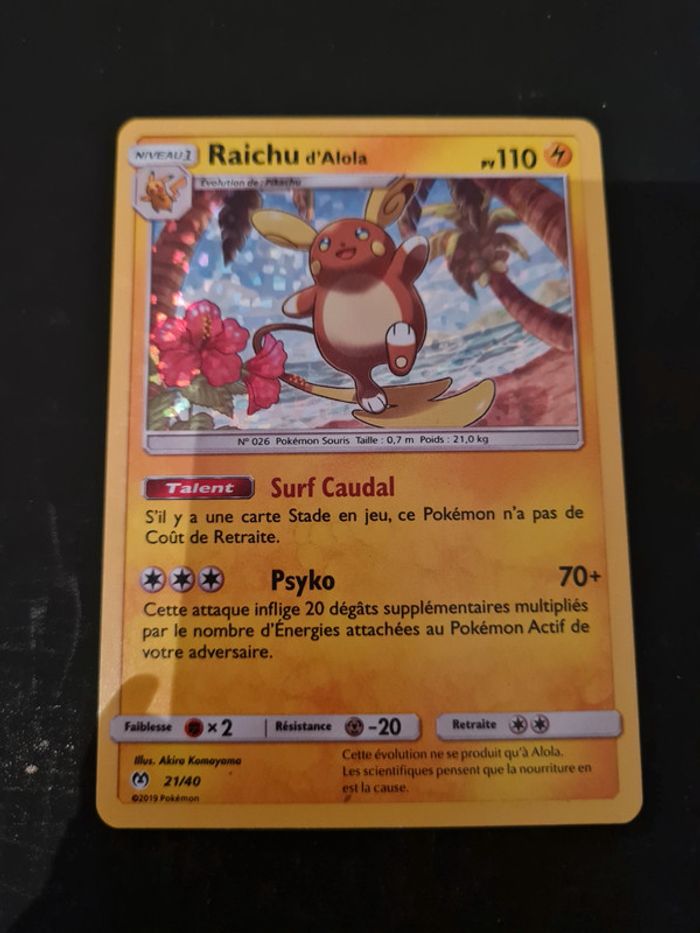 NIVEAU 1
Raichu d'Alola
PV 110
Évolution de : Pikachu
N° 026 Pokémon Souris Taille : 0,7 m Poids : 21,0 kg
Talent Surf Caudal
S'il y a une carte Stade en jeu, ce Pokémon n'a pas de
Coût de Retraite.
Psyko 70+
Cette attaque inflige 20 dégâts supplémentaires multipliés
par le nombre d'Énergies attachées au Pokémon Actif de
votre adversaire.
Faiblesse ×2 Résistance -20 Retraite
Illus. Akira Komayama
21/40
©2019 Pokémon
Cette évolution ne se produit qu'à Alola.
Les scientifiques pensent que la nourriture en
est la cause.